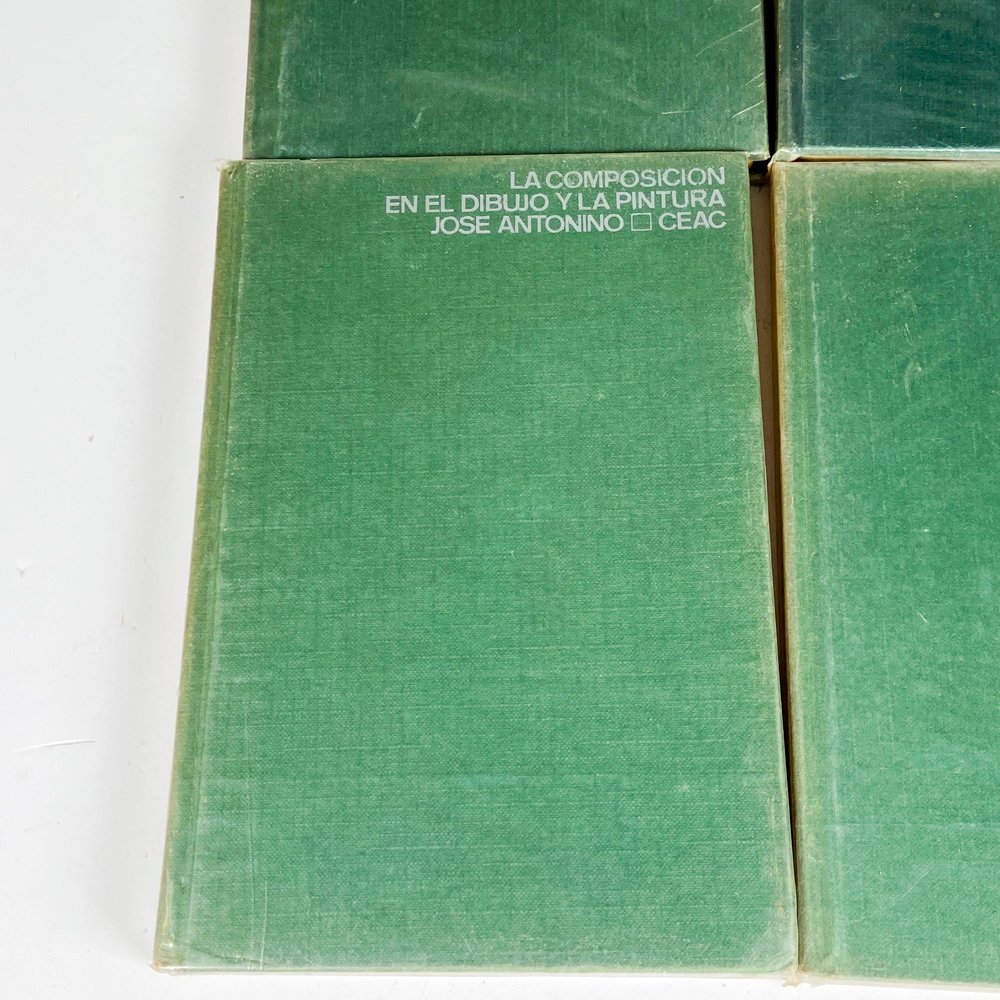 LA COMPOSICION
EN EL DIBUJO Y LA PINTURA
JOSE ANTONINO □ CEAC